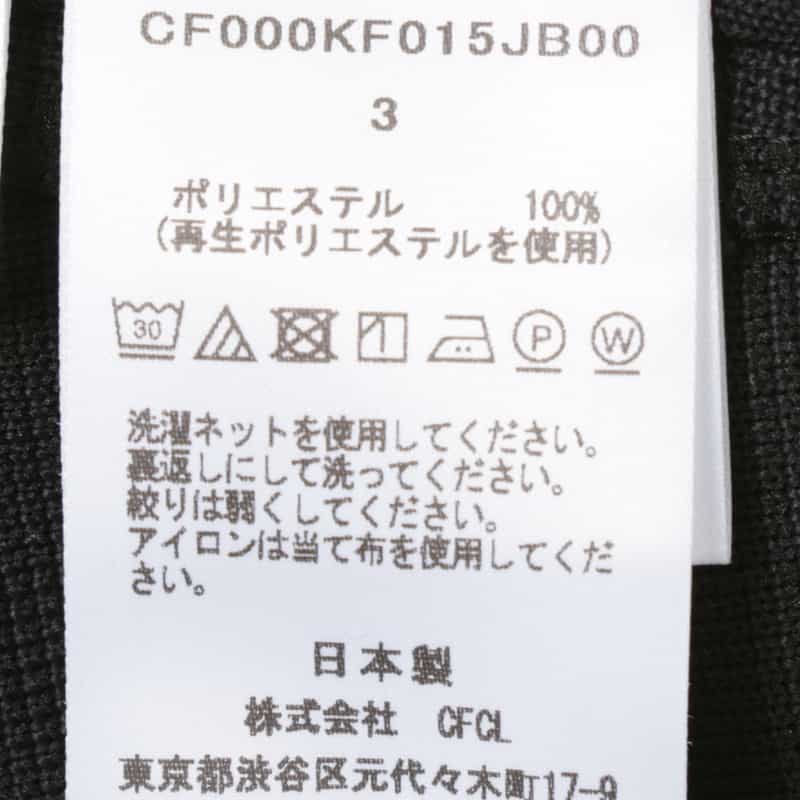 CF000KF015JB00
3
ポリエステル 100%
(再生ポリエステルを使用)
30 P W
洗濯ネットを使用してください。
裏返しにして洗ってください。
絞りは弱くしてください。
アイロンは当て布を使用してくだ
さい。
日本製
株式会社 CFCL
東京都渋谷区元代々木町17-9